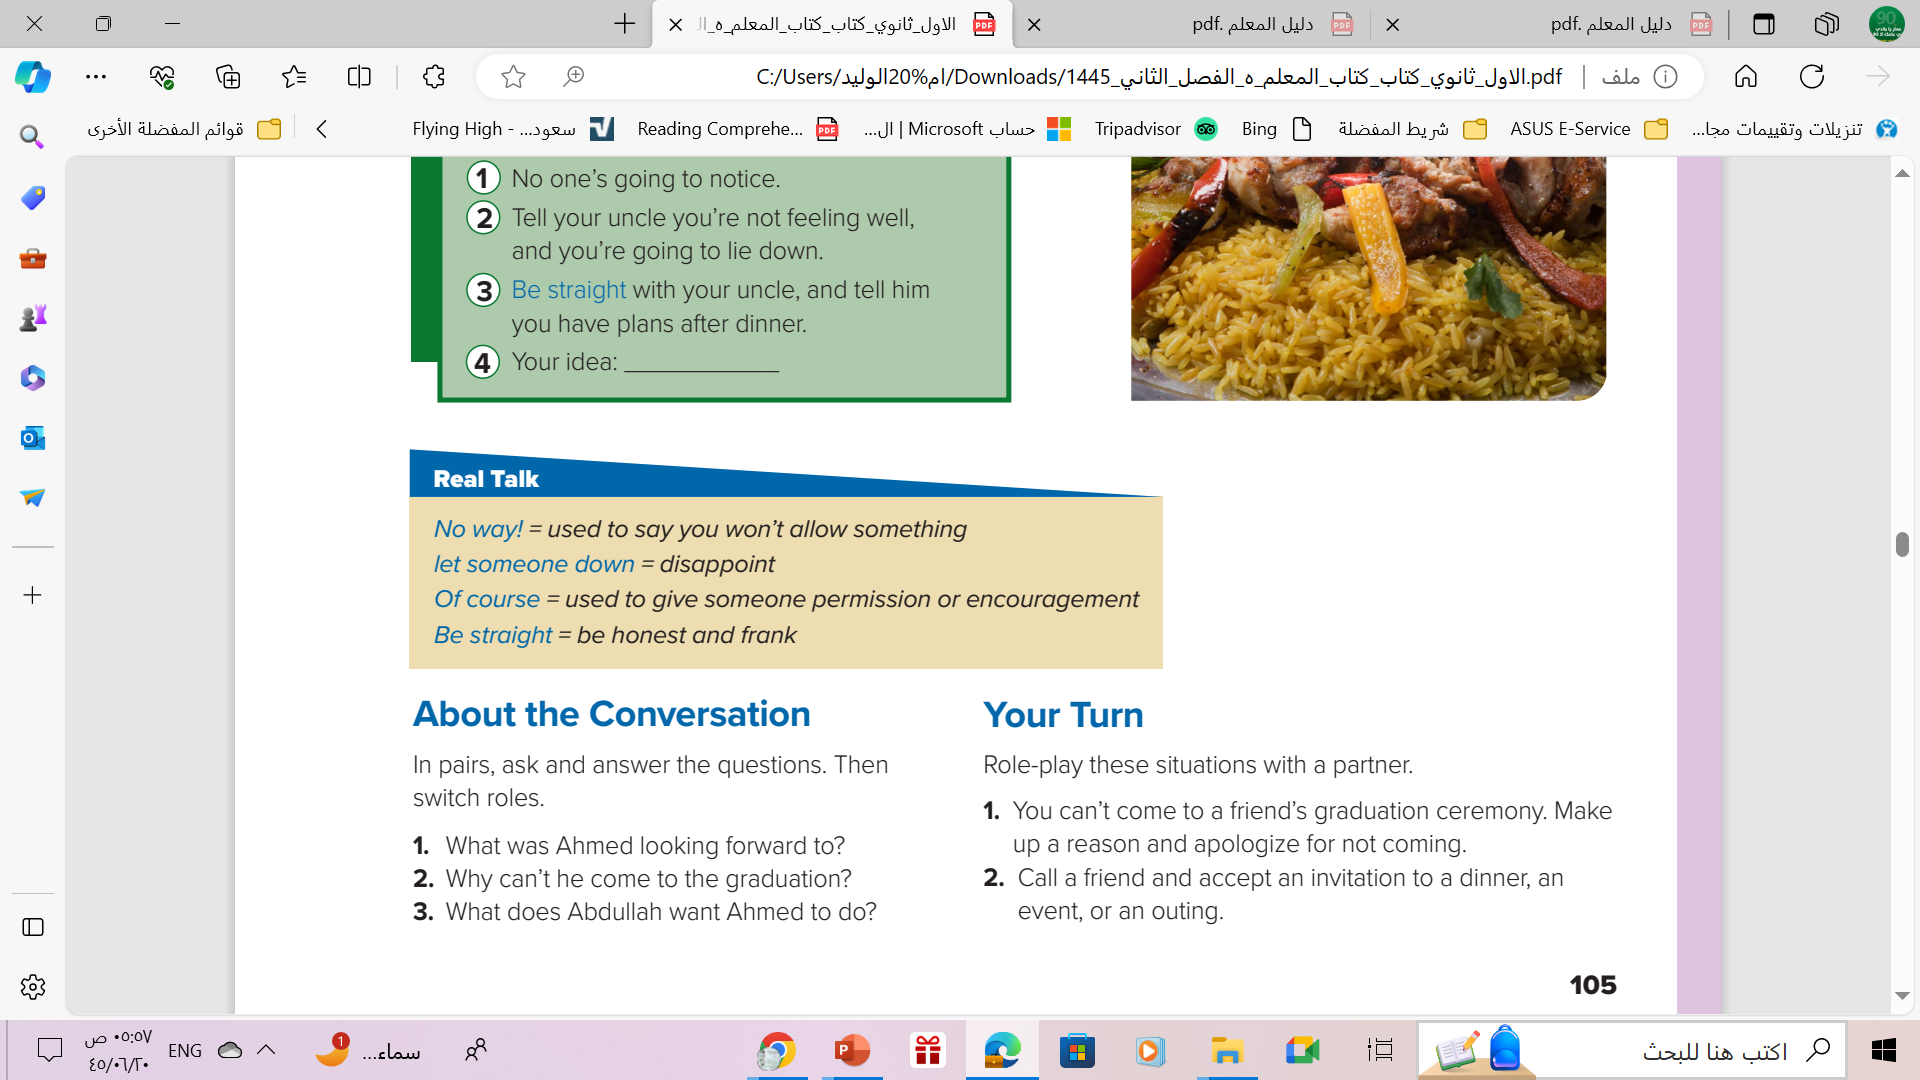 الاول_ثانوي_كتاب_كتاب_المعلم_ه_ال
دليل المعلم .pdf
دليل المعلم .pdf
C:/Users/ام%20الوليد/Downloads/1445_الاول_ثانوي_كتاب_كتاب_المعلم_ه_الفصل_الثاني.pdf
ملف
قوائم المفضلة الأخرى
Flying High - سعود...
Reading Comprehe...
حساب Microsoft | ال...
Tripadvisor
Bing
شريط المفضلة
ASUS E-Service
تنزيلات وتقييمات مجا...
1 No one's going to notice.
2 Tell your uncle you're not feeling well,
and you're going to lie down.
3 Be straight with your uncle, and tell him
you have plans after dinner.
4 Your idea: ____________
Real Talk
No way! = used to say you won't allow something
let someone down = disappoint
Of course = used to give someone permission or encouragement
Be straight = be honest and frank
About the Conversation
In pairs, ask and answer the questions. Then
switch roles.
1. What was Ahmed looking forward to?
2. Why can't he come to the graduation?
3. What does Abdullah want Ahmed to do?
Your Turn
Role-play these situations with a partner.
1. You can't come to a friend's graduation ceremony. Make
up a reason and apologize for not coming.
2. Call a friend and accept an invitation to a dinner, an
event, or an outing.
105
٠٥:٥٧ ص
٤٥/٠٦/٢٠
ENG
1
سماء...
اكتب هنا للبحث